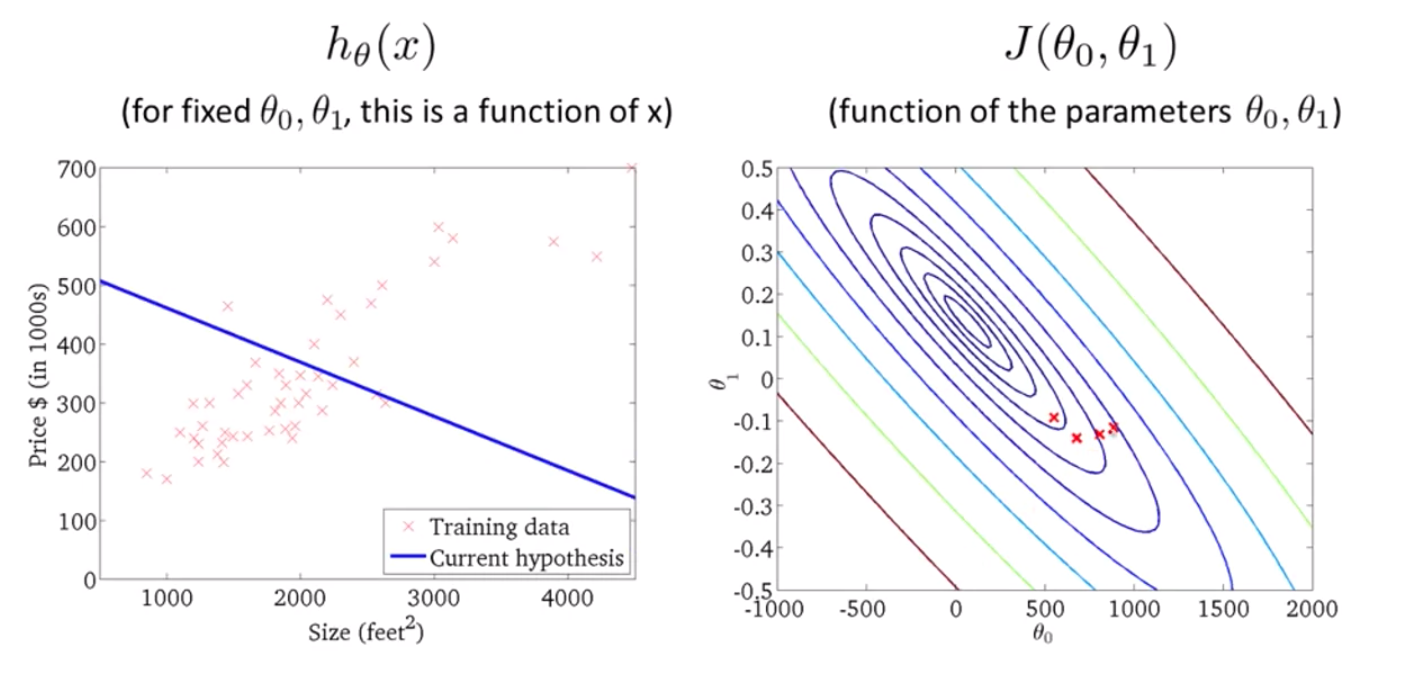 hθ(x)
(for fixed θ0, θ1, this is a function of x)
700
600
500
400
300
200
100
0
Price $ (in 1000s)
1000 2000 3000 4000
Size (feet2)
Training data
Current hypothesis
J(θ0, θ1)
(function of the parameters θ0, θ1)
0.5
0.4
0.3
0.2
0.1
0
-0.1
-0.2
-0.3
-0.4
-0.5
θ1
-1000 -500 0 500 1000 1500 2000
θ0